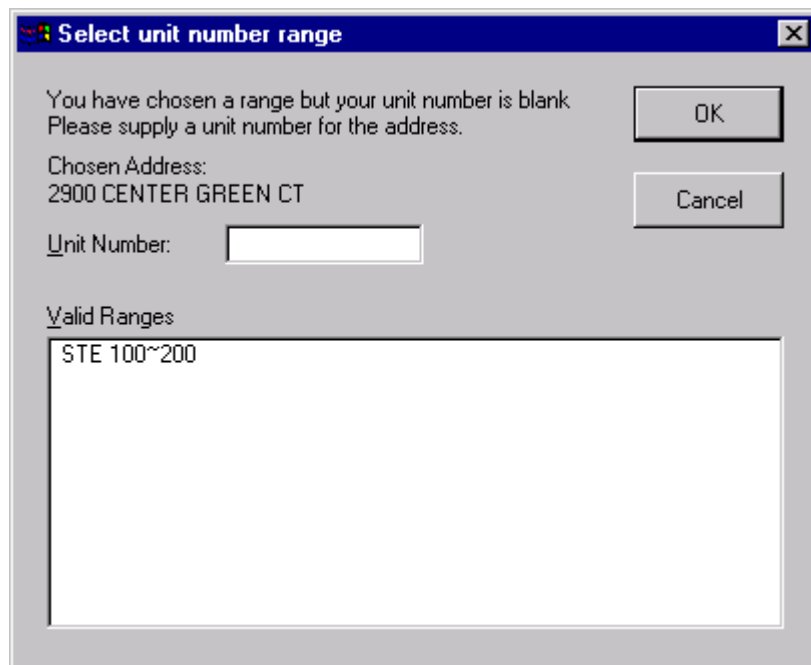 Select unit number range
You have chosen a range but your unit number is blank
Please supply a unit number for the address.
OK
Chosen Address:
2900 CENTER GREEN CT
Cancel
Unit Number:
Valid Ranges
STE 100~200